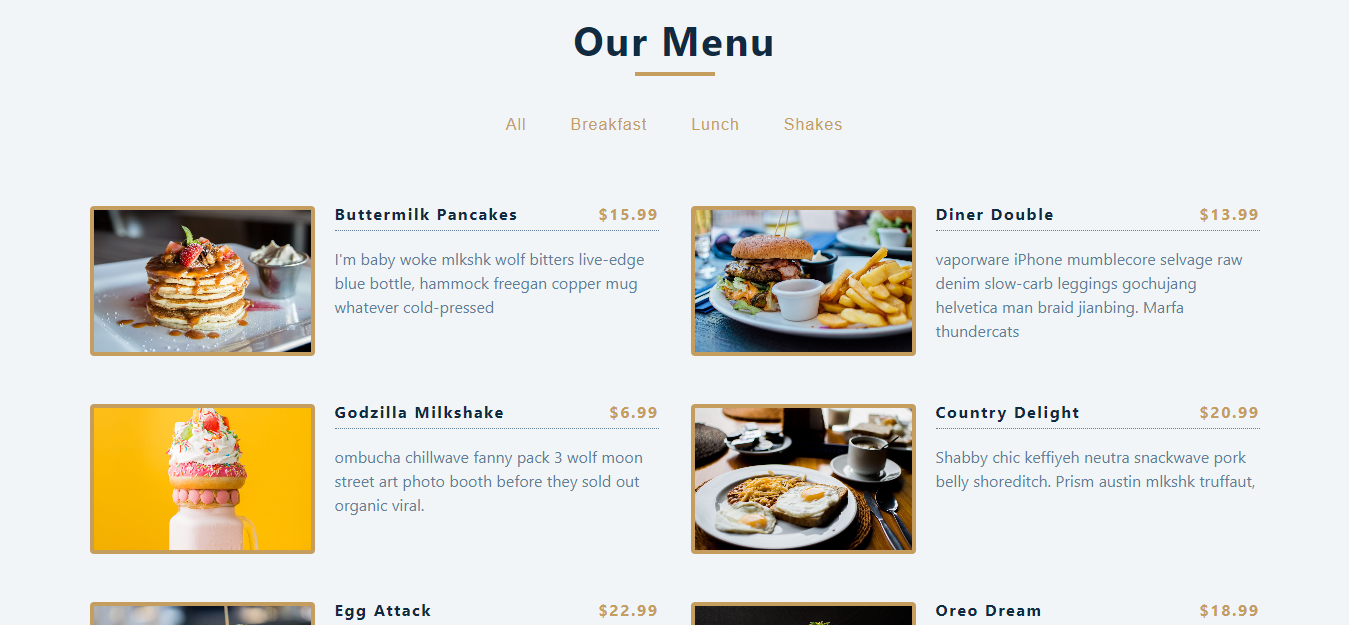 Our Menu
All Breakfast Lunch Shakes
Buttermilk Pancakes $15.99
I'm baby woke mlkshk wolf bitters live-edge
blue bottle, hammock freegan copper mug
whatever cold-pressed
Diner Double $13.99
vaporware iPhone mumblecore selvage raw
denim slow-carb leggings gochujang
helvetica man braid jianbing. Marfa
thundercats
Godzilla Milkshake $6.99
ombucha chillwave fanny pack 3 wolf moon
street art photo booth before they sold out
organic viral.
Country Delight $20.99
Shabby chic keffiyeh neutra snackwave pork
belly shoreditch. Prism austin mlkshk truffaut,
Egg Attack $22.99
Oreo Dream $18.99